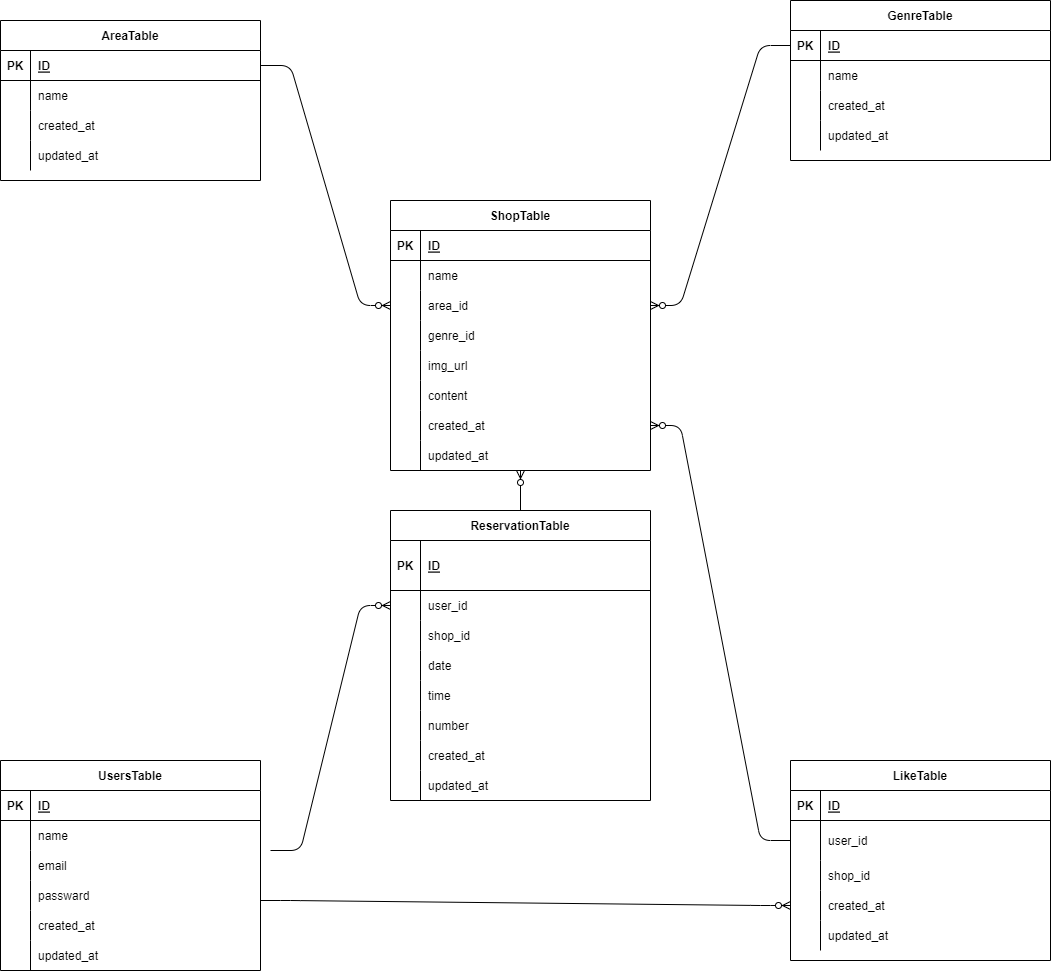 AreaTable
PK ID
name
created_at
updated_at
GenreTable
PK ID
name
created_at
updated_at
ShopTable
PK ID
name
area_id
genre_id
img_url
content
created_at
updated_at
ReservationTable
PK ID
user_id
shop_id
date
time
number
created_at
updated_at
UsersTable
PK ID
name
email
passward
created_at
updated_at
LikeTable
PK ID
user_id
shop_id
created_at
updated_at